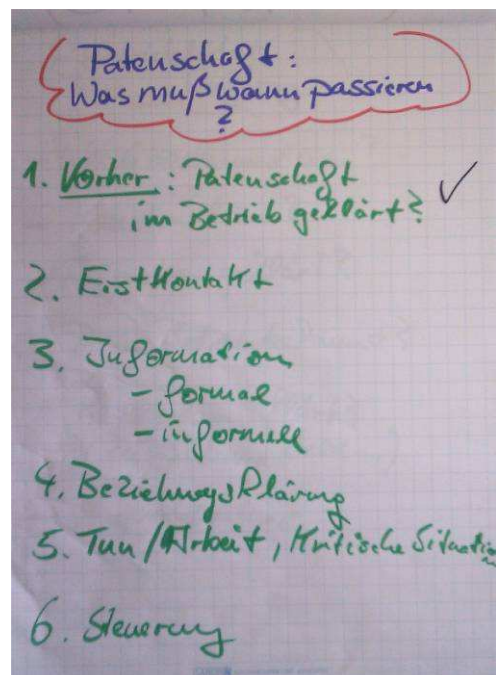 Patenschaft:
Was muß wann passieren
?
1. Vorher: Patenschaft
im Betrieb geklärt? ✓
2. Erstkontakt
3. Information
- formal
- informell
4. Beziehungsklärung
5. Tun/Arbeit, Kritische Situation
6. Steuerung